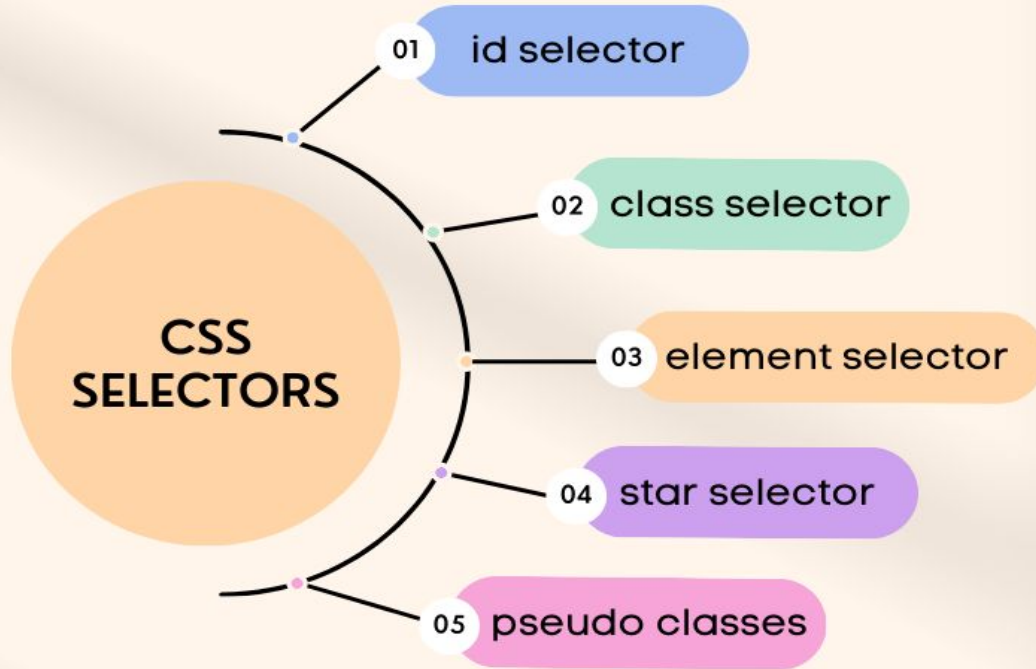 01 id selector
02 class selector
CSS
SELECTORS
03 element selector
04 star selector
05 pseudo classes